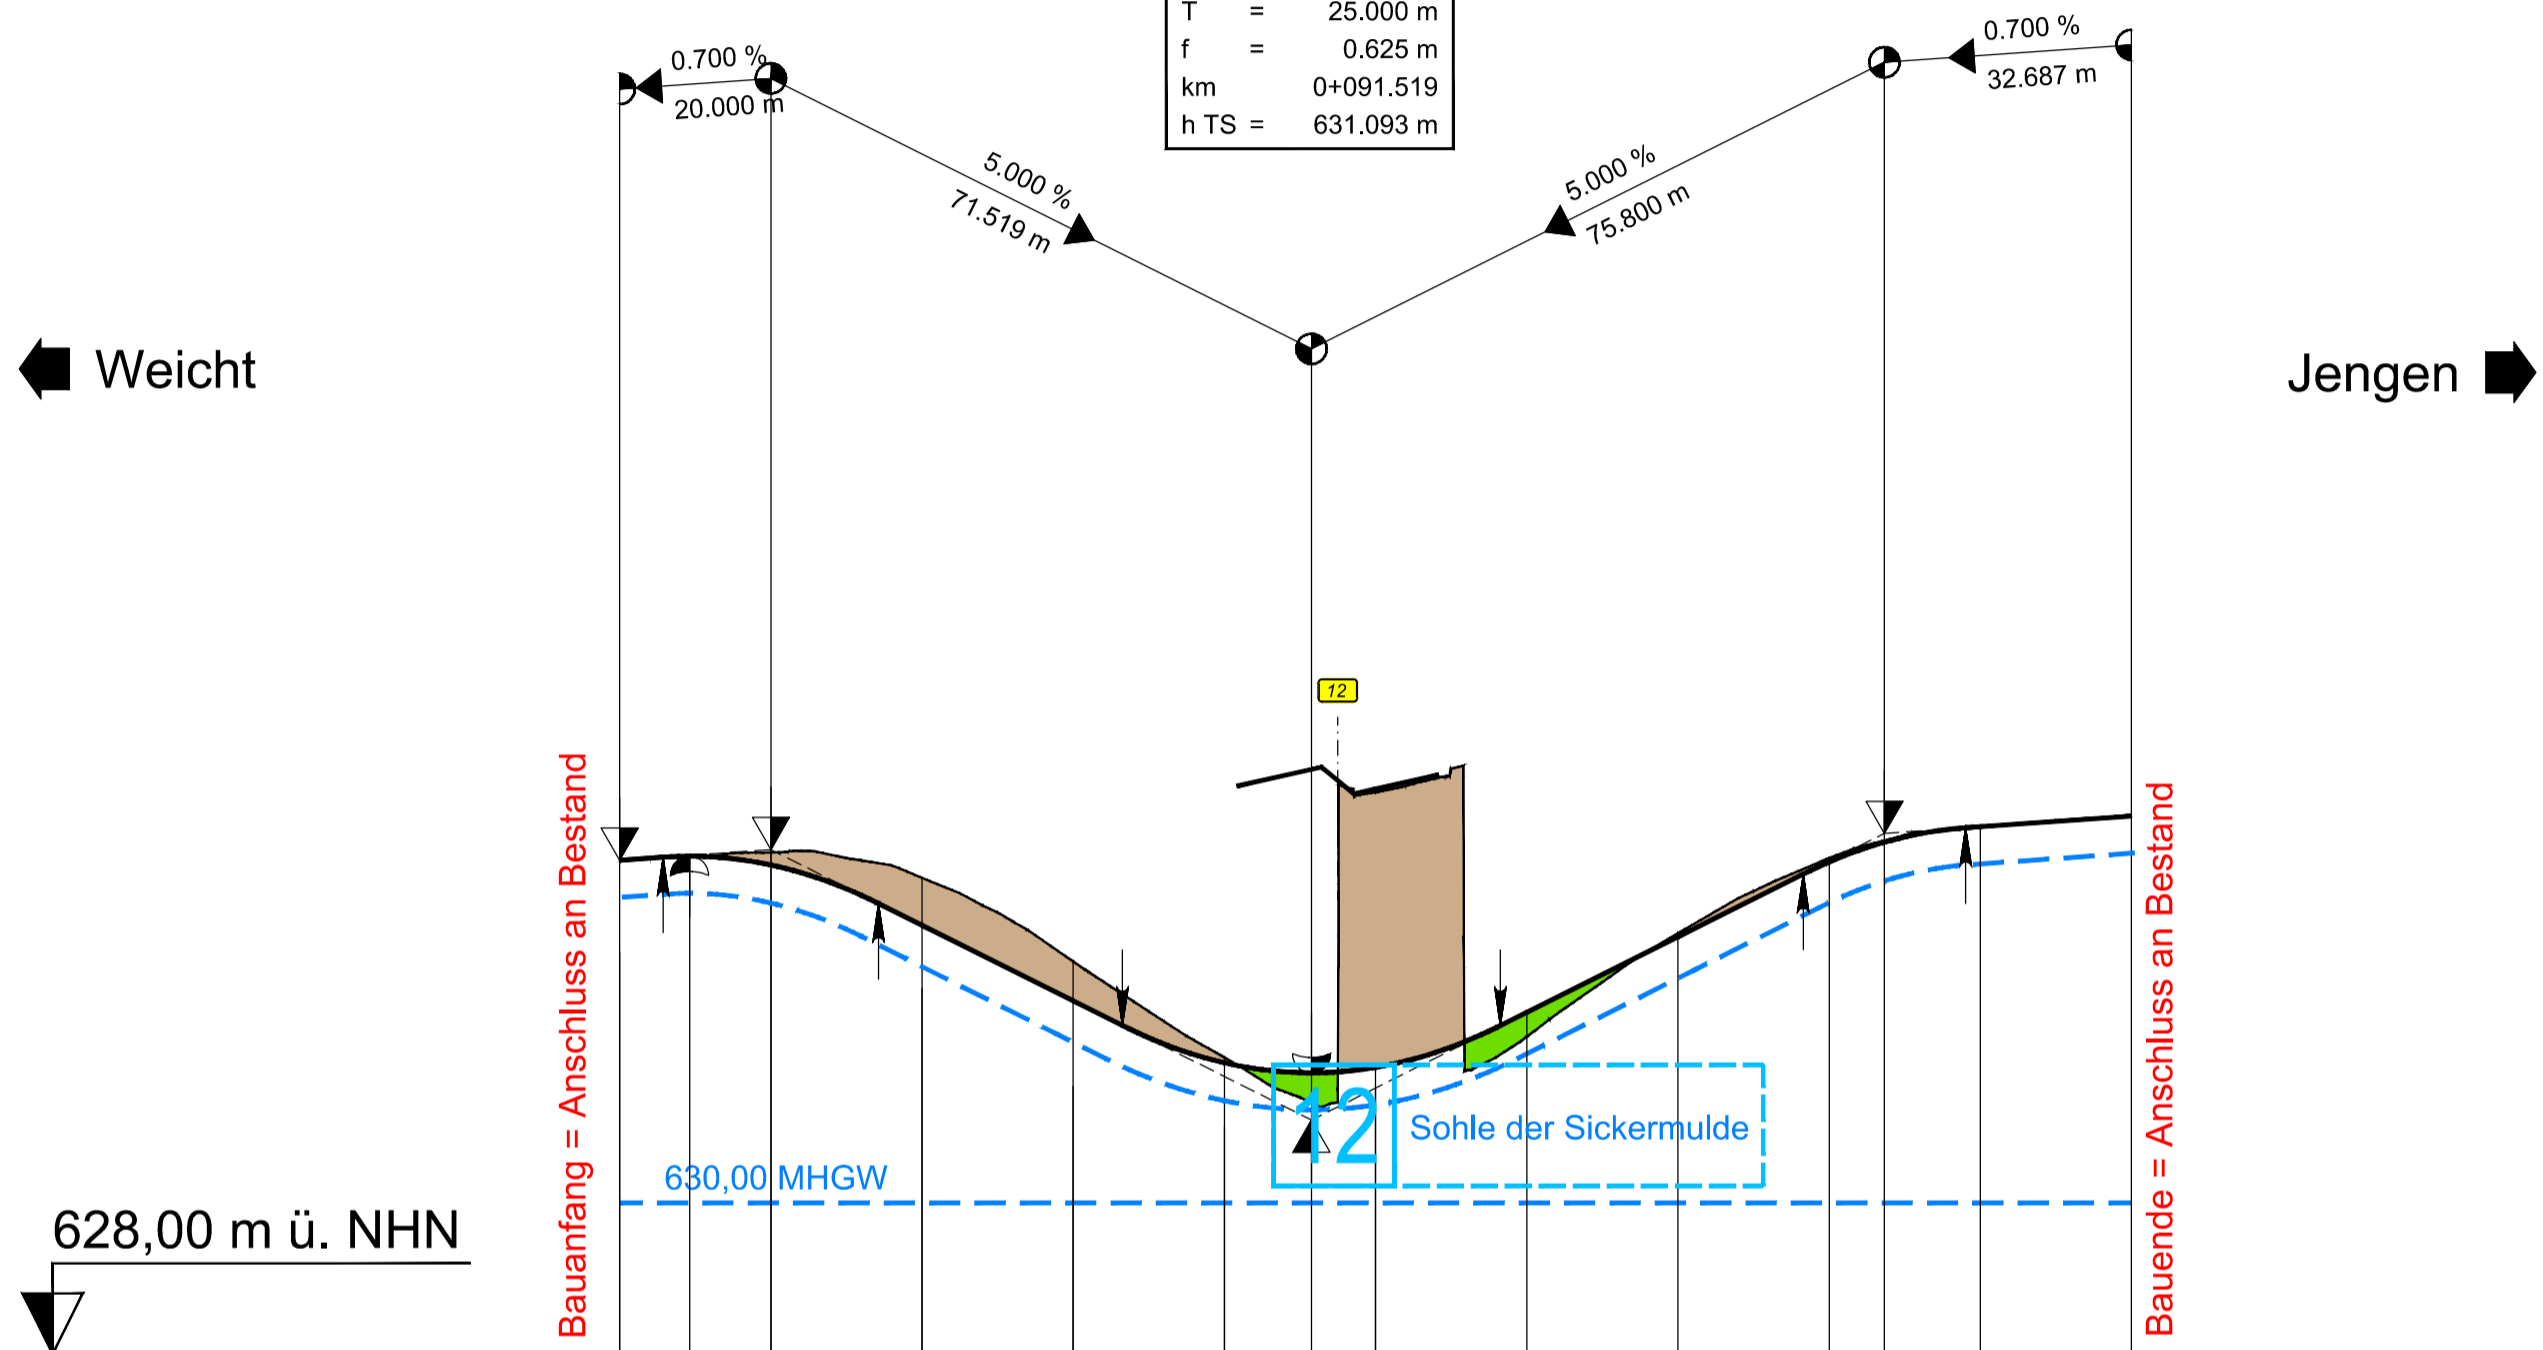 T = 25.000 m
f = 0.625 m
km 0+091.519
h TS = 631.093 m
0.700 %
20.000 m
5.000 %
71.519 m
5.000 %
75.800 m
0.700 %
32.687 m
Weicht
Jengen
12
Bauanfang = Anschluss an Bestand
Bauende = Anschluss an Bestand
12
Sohle der Sickermulde
630,00 MHGW
628,00 m ü. NHN